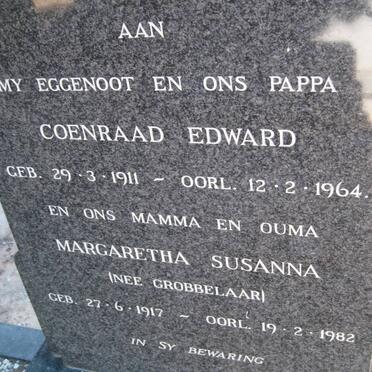 AAN
MY EGGENOOT EN ONS PAPPA
COENRAAD EDWARD
GEB. 29·3·1911 ~ OORL. 12·2·1964.
EN ONS MAMMA EN OUMA
MARGARETHA SUSANNA
(NEE GROBBELAAR)
GEB. 27·6·1917 ~ OORL. 19·2·1982
IN SY BEWARING